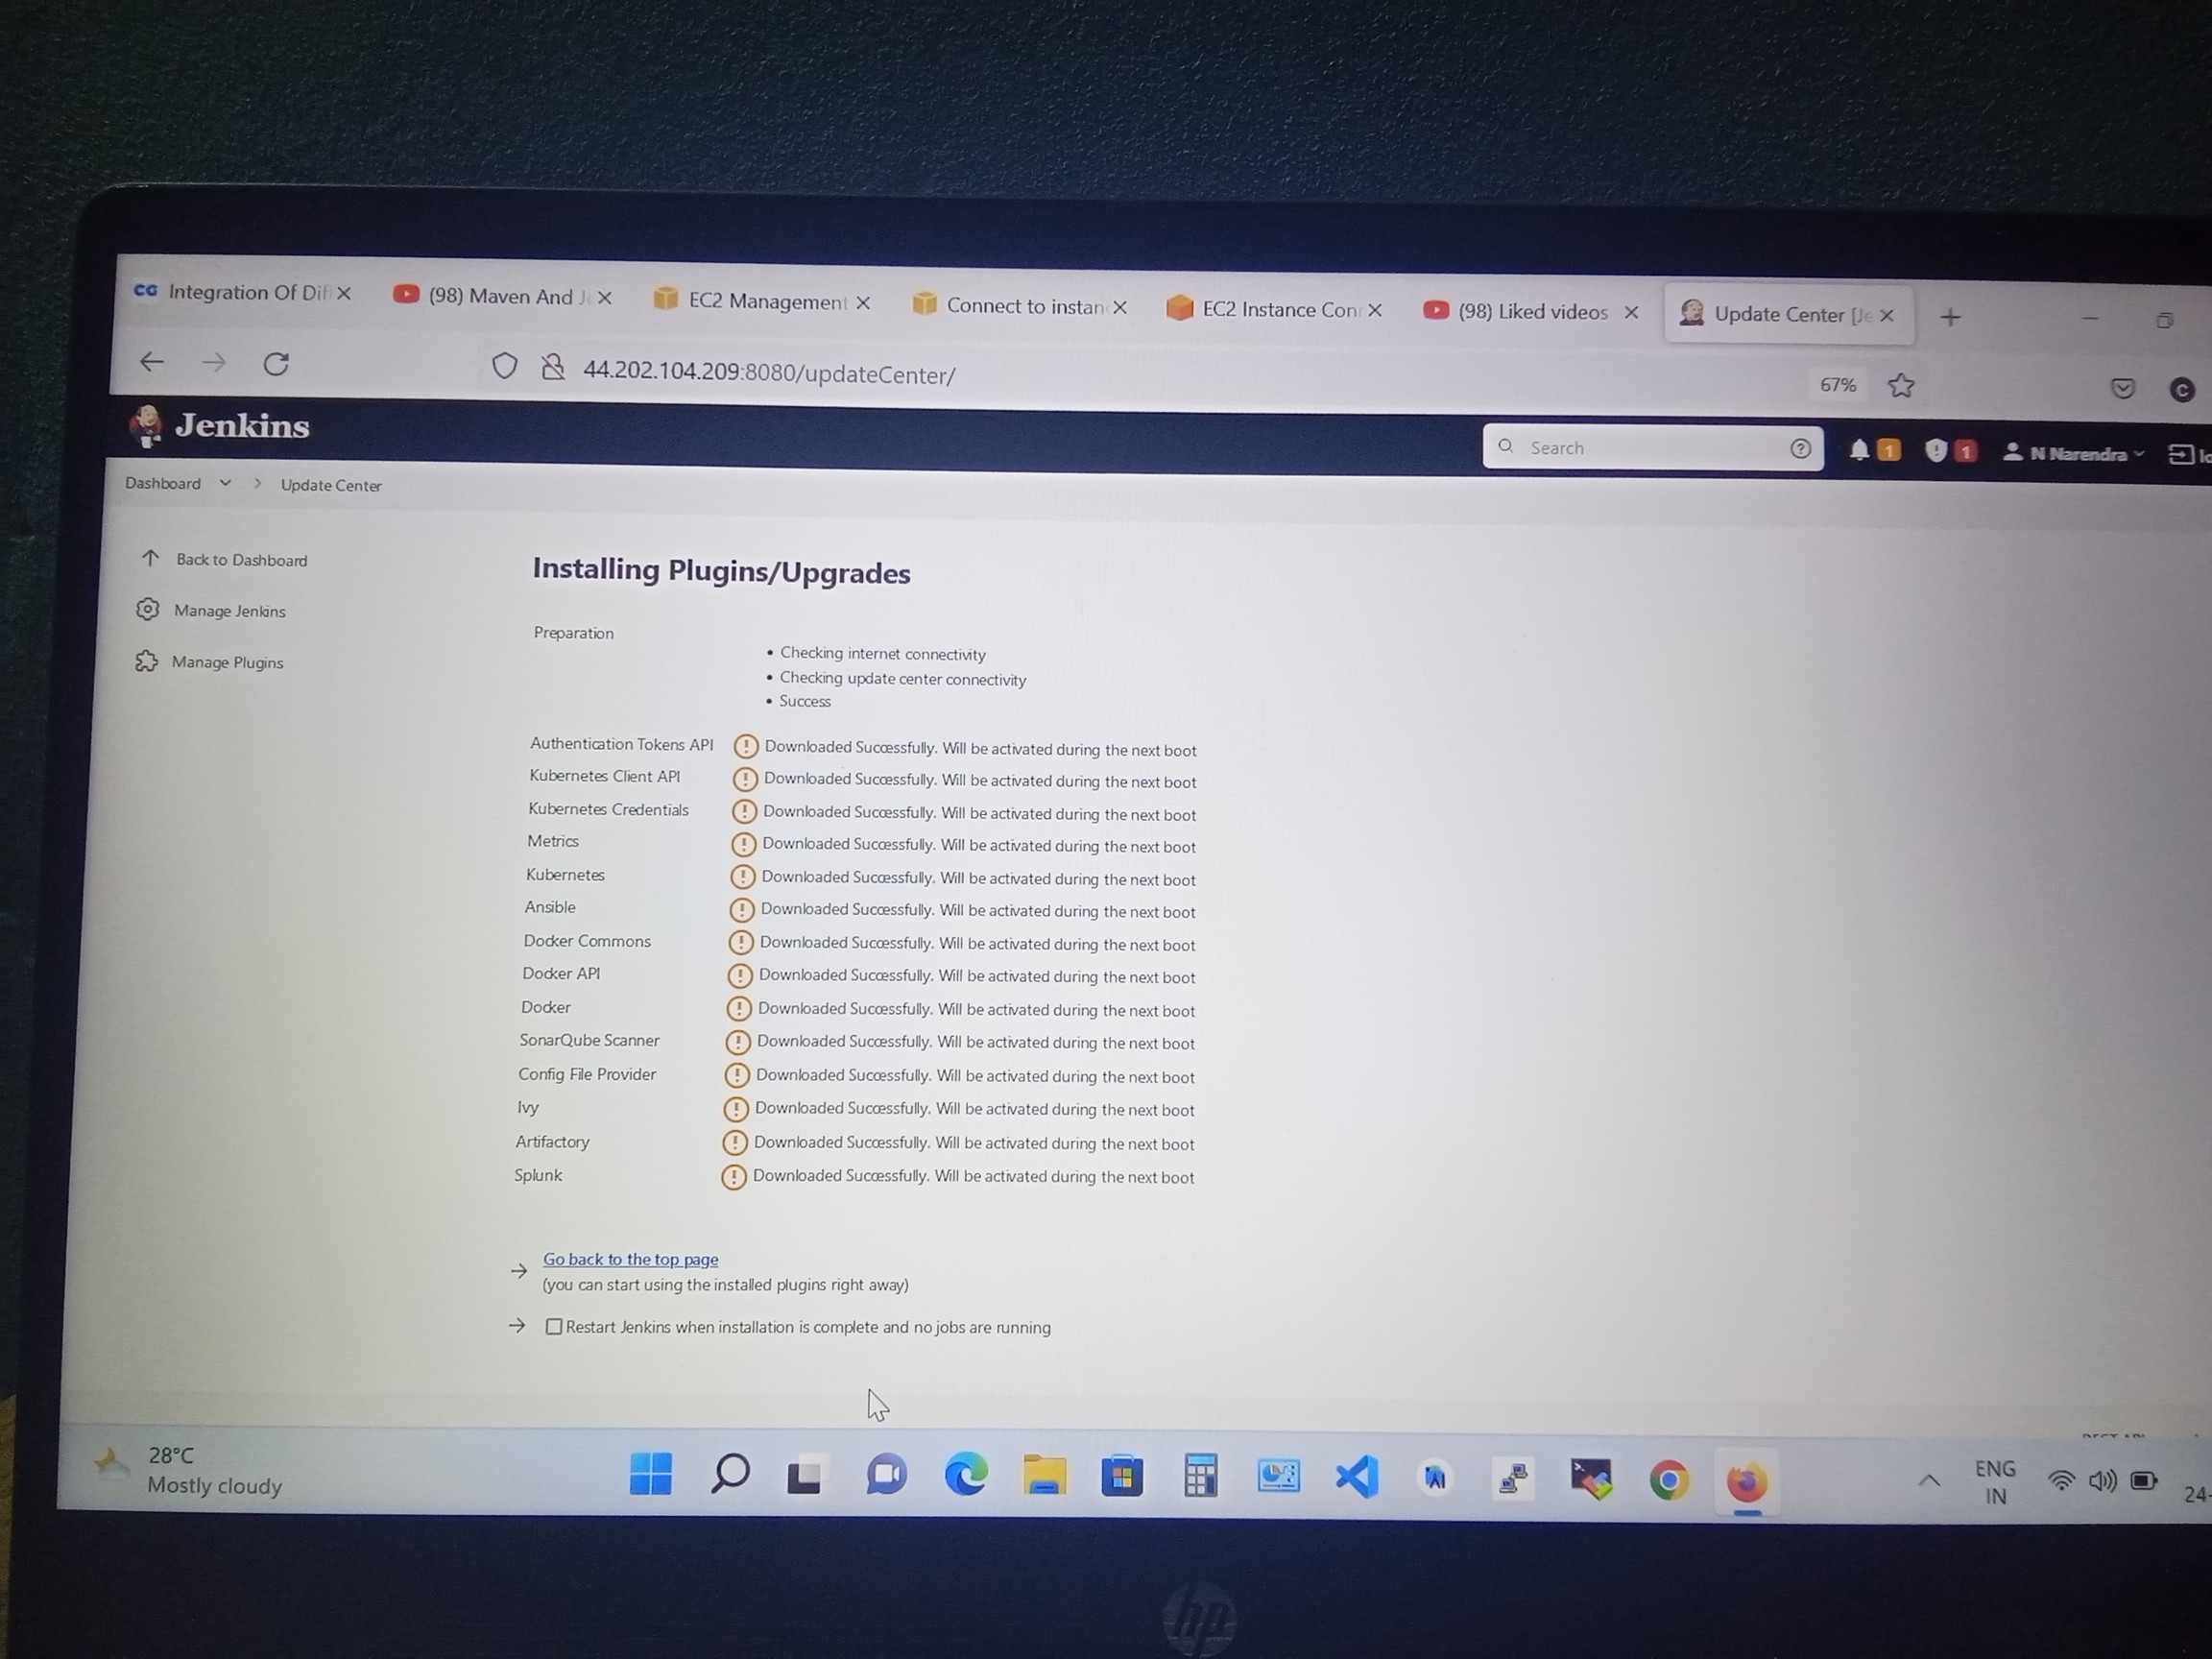 CG Integration Of Dif
(98) Maven And J
EC2 Management
Connect to instan
EC2 Instance Con
(98) Liked videos
Update Center [Je
44.202.104.209:8080/updateCenter/
67%
Jenkins
Search
1
1
N Narendra
lo
Dashboard
Update Center
Back to Dashboard
Manage Jenkins
Manage Plugins
Installing Plugins/Upgrades
Preparation
• Checking internet connectivity
• Checking update center connectivity
• Success
Authentication Tokens API Downloaded Successfully. Will be activated during the next boot
Kubernetes Client API Downloaded Successfully. Will be activated during the next boot
Kubernetes Credentials Downloaded Successfully. Will be activated during the next boot
Metrics Downloaded Successfully. Will be activated during the next boot
Kubernetes Downloaded Successfully. Will be activated during the next boot
Ansible Downloaded Successfully. Will be activated during the next boot
Docker Commons Downloaded Successfully. Will be activated during the next boot
Docker API Downloaded Successfully. Will be activated during the next boot
Docker Downloaded Successfully. Will be activated during the next boot
SonarQube Scanner Downloaded Successfully. Will be activated during the next boot
Config File Provider Downloaded Successfully. Will be activated during the next boot
Ivy Downloaded Successfully. Will be activated during the next boot
Artifactory Downloaded Successfully. Will be activated during the next boot
Splunk Downloaded Successfully. Will be activated during the next boot
Go back to the top page
(you can start using the installed plugins right away)
Restart Jenkins when installation is complete and no jobs are running
28°C
Mostly cloudy
ENG
IN
24-
hp